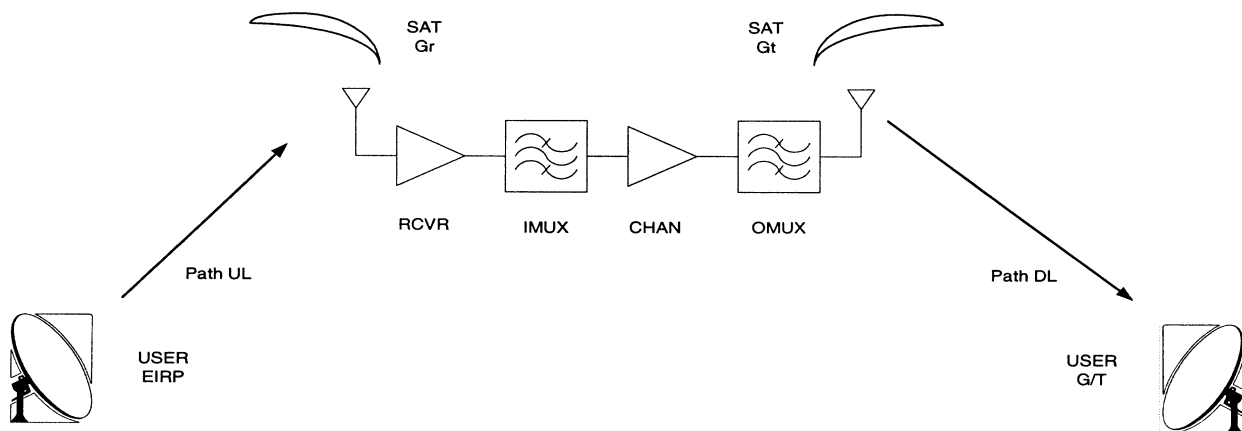 SAT
Gr
SAT
Gt
RCVR
IMUX
CHAN
OMUX
Path UL
Path DL
USER
EIRP
USER
G/T